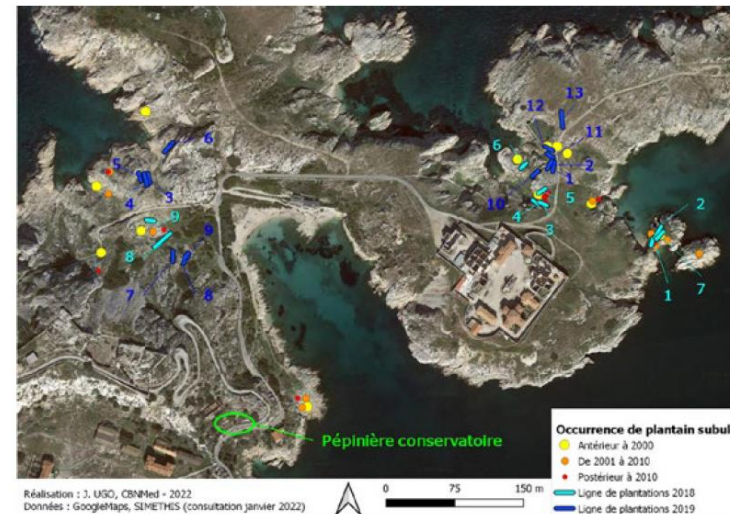 13
12
11
6
6
5
2
4
3
1
10
5
9
4
2
3
9
8
1
7
7
8
Pépinière conservatoire
Occurrence de plantain subul
Antérieur à 2000
De 2001 à 2010
Postérieur à 2010
Ligne de plantations 2018
Ligne de plantations 2019
Réalisation : J. UGO, CBNMed - 2022
Données : GoogleMaps, SIMETHIS (consultation janvier 2022)
0 75 150 m